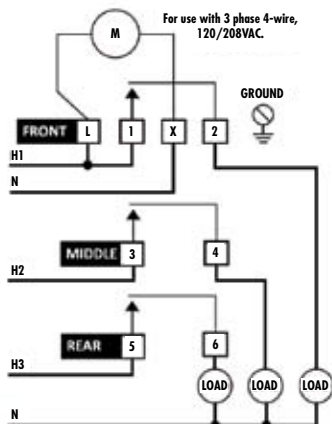 M
For use with 3 phase 4-wire,
120/208VAC.
GROUND
FRONT L 1 X 2
H1
N
MIDDLE 3 4
H2
REAR 5 6
H3
LOAD LOAD LOAD
N